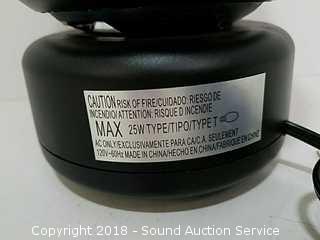 CAUTION RISK OF FIRE/CUIDADO: RIESGO DE
INCENDIO/ATTENTION: RISQUE D INCENDIE
MAX 25W TYPE/TIPO/TYPE T
AC ONLY/EXCLUSIVAMENTE PARA CA/C.A. SEULEMENT
120V~60Hz MADE IN CHINA/HECHO EN CHINA/FABRIQUE EN CHINE
Copyright 2018 - Sound Auction Service